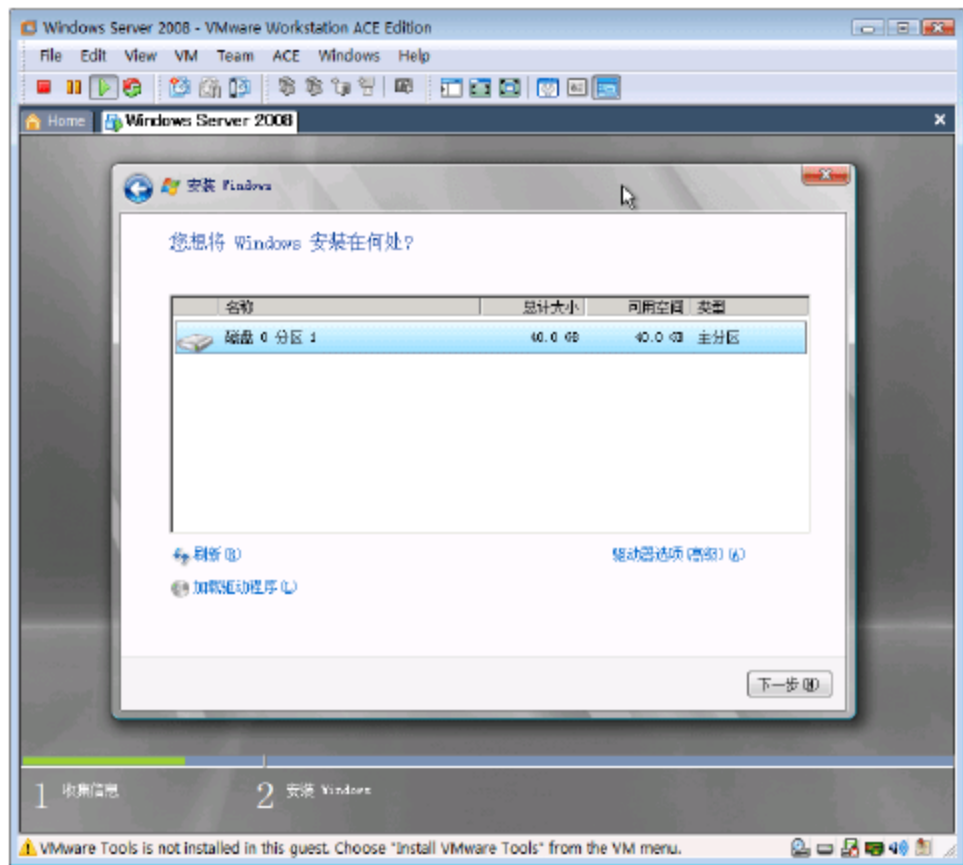 Windows Server 2008 - VMware Workstation ACE Edition
File Edit View VM Team ACE Windows Help
Home Windows Server 2008
安装 Windows
您想将 Windows 安装在何处?
名称 总计大小 可用空间 类型
磁盘 0 分区 1 40.0 GB 40.0 GB 主分区
刷新(R) 驱动器选项(高级)(A)
加载驱动程序(L)
下一步(N)
1 收集信息 2 安装 Windows
VMware Tools is not installed in this guest. Choose "Install VMware Tools" from the VM menu.